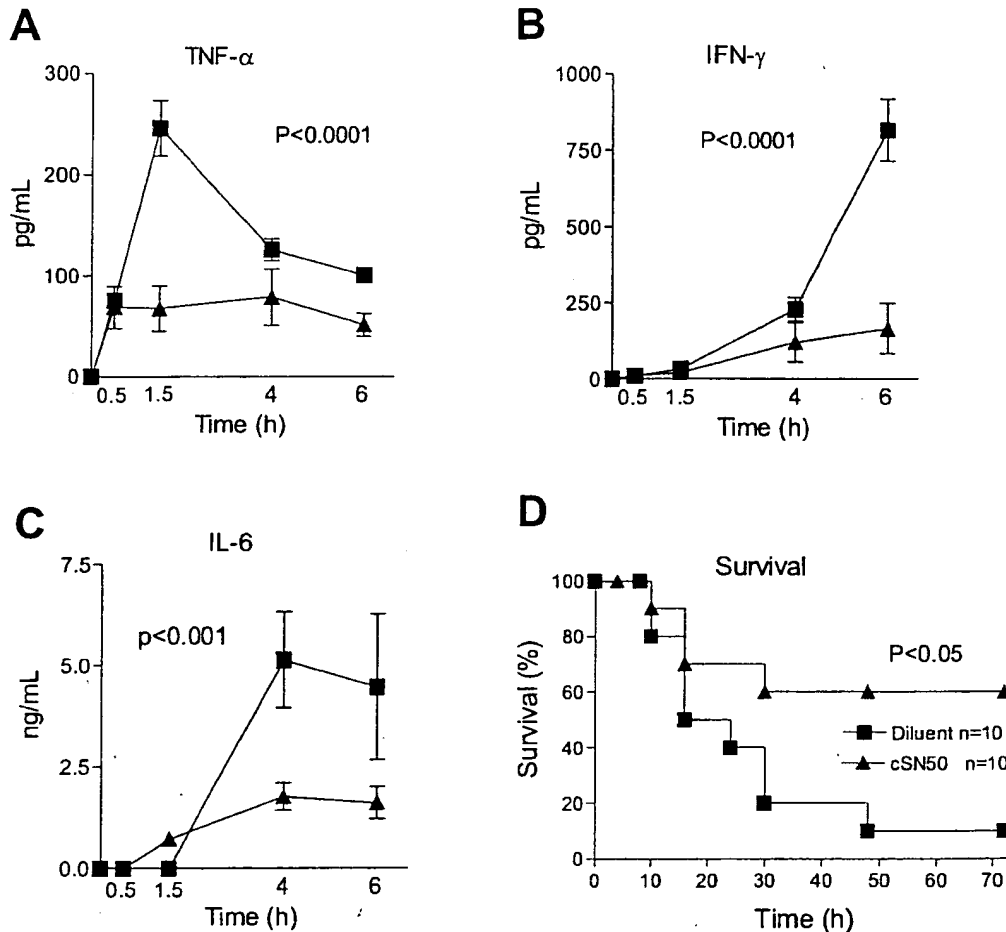 A
TNF-α
300
200
100
0
pg/mL
P<0.0001
0.5 1.5 4 6
Time (h)
B
IFN-γ
1000
750
500
250
0
pg/mL
P<0.0001
0.5 1.5 4 6
Time (h)
C
IL-6
7.5
5.0
2.5
0.0
ng/mL
p<0.001
0.5 1.5 4 6
Time (h)
D
Survival
100
80
60
40
20
0
Survival (%)
P<0.05
Diluent n=10
cSN50 n=10
0 10 20 30 40 50 60 70
Time (h)